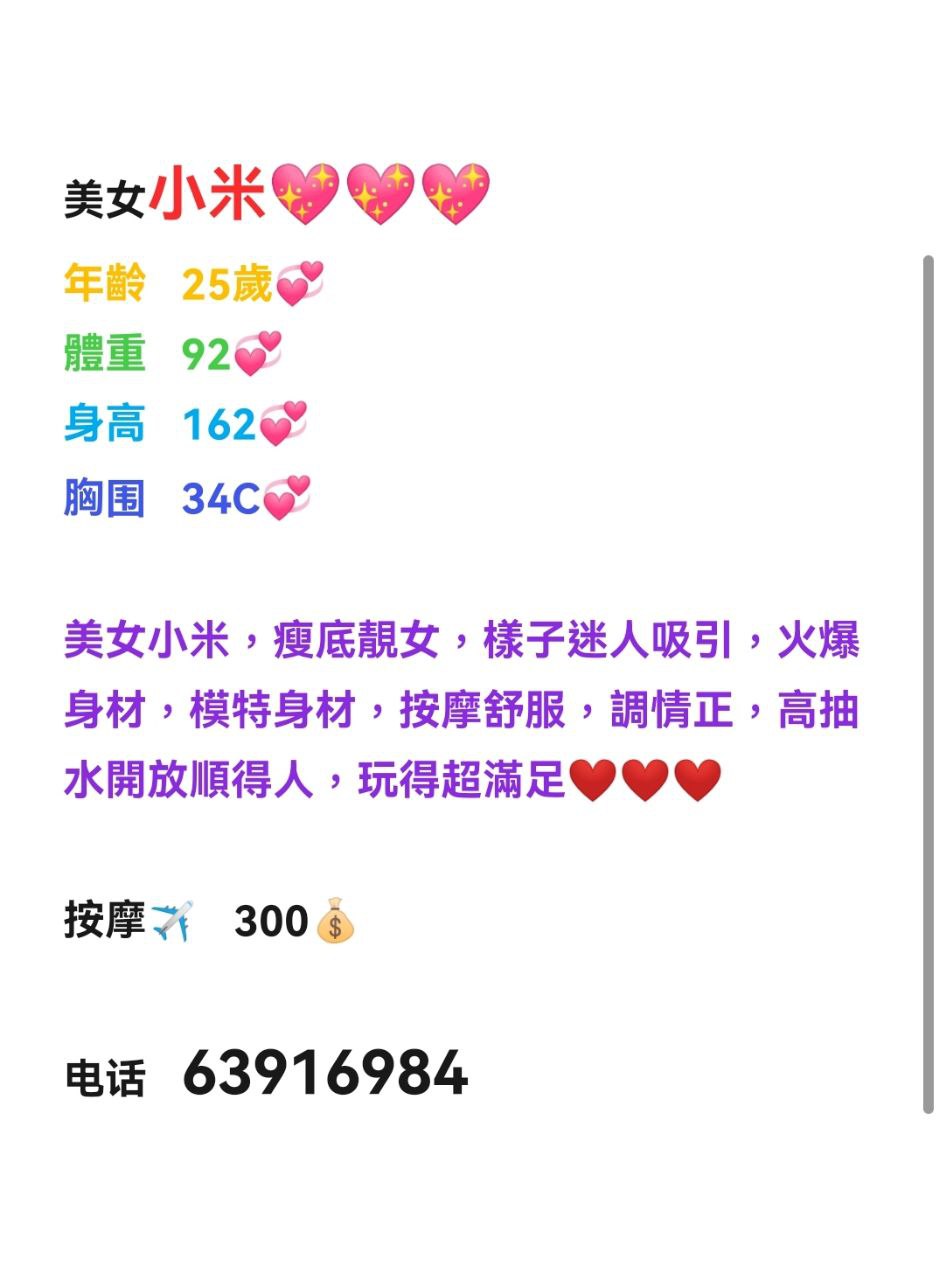 美女小米💖💖💖
年齡 25歲💞
體重 92💞
身高 162💞
胸围 34C💞
美女小米，瘦底靚女，樣子迷人吸引，火爆
身材，模特身材，按摩舒服，調情正，高抽
水開放順得人，玩得超滿足❤️❤️❤️
按摩✈️ 300💰
电话 63916984